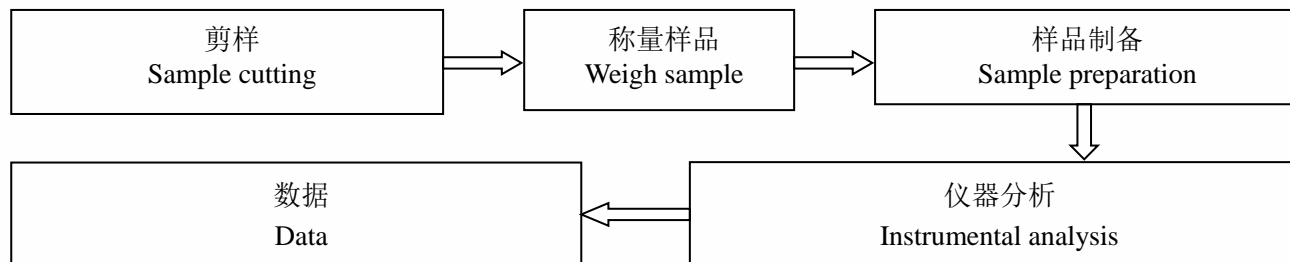 剪样
Sample cutting
称量样品
Weigh sample
样品制备
Sample preparation
仪器分析
Instrumental analysis
数据
Data